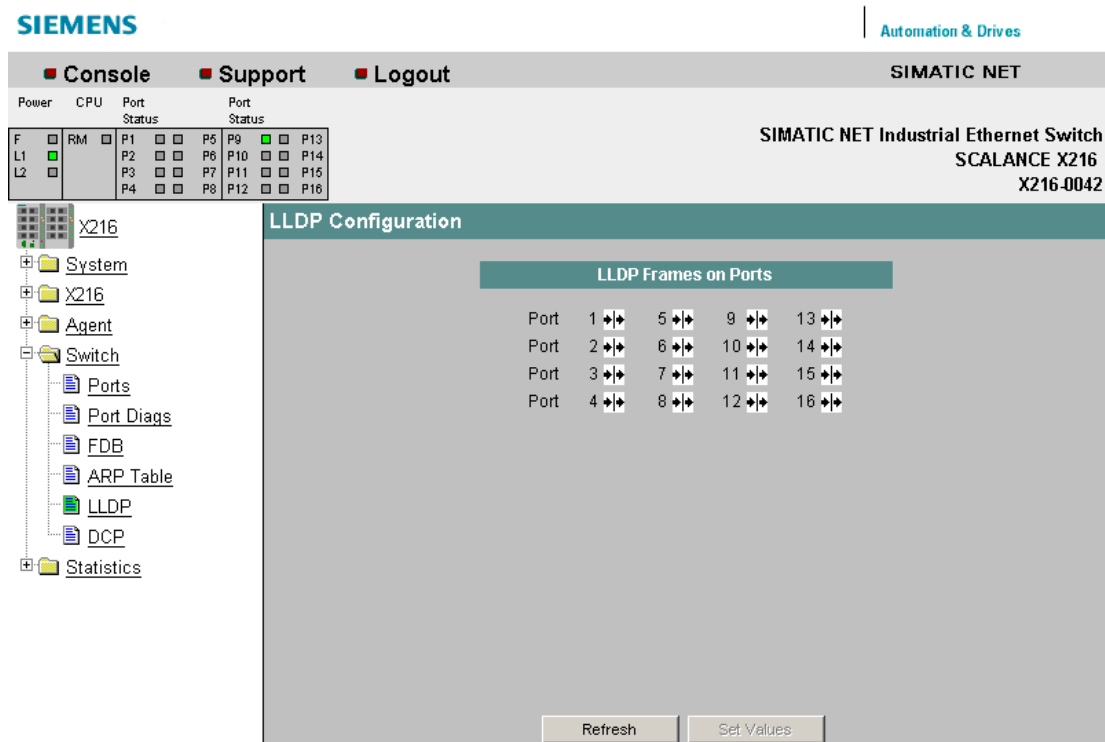 SIEMENS
Automation & Drives
Console Support Logout SIMATIC NET
Power CPU Port Status Port Status
F RM P1 P5 P9 P13
L1 P2 P6 P10 P14
L2 P3 P7 P11 P15
P4 P8 P12 P16
SIMATIC NET Industrial Ethernet Switch
SCALANCE X216
X216-0042
X216
System
X216
Agent
Switch
Ports
Port Diags
FDB
ARP Table
LLDP
DCP
Statistics
LLDP Configuration
LLDP Frames on Ports
Port 1 5 9 13
Port 2 6 10 14
Port 3 7 11 15
Port 4 8 12 16
Refresh Set Values